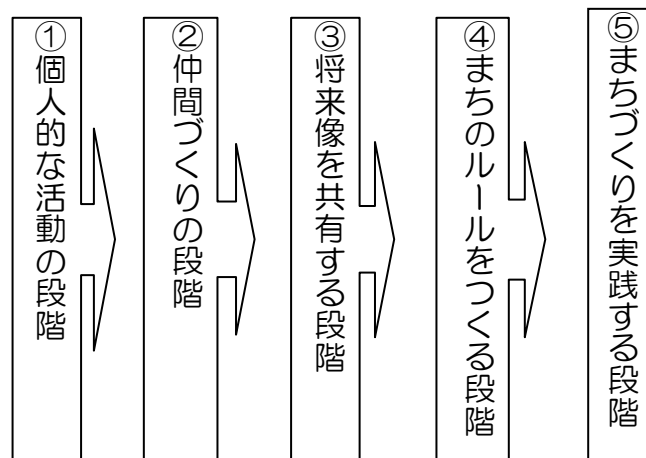 ①個人的な活動の段階
②仲間づくりの段階
③将来像を共有する段階
④まちのルールをつくる段階
⑤まちづくりを実践する段階